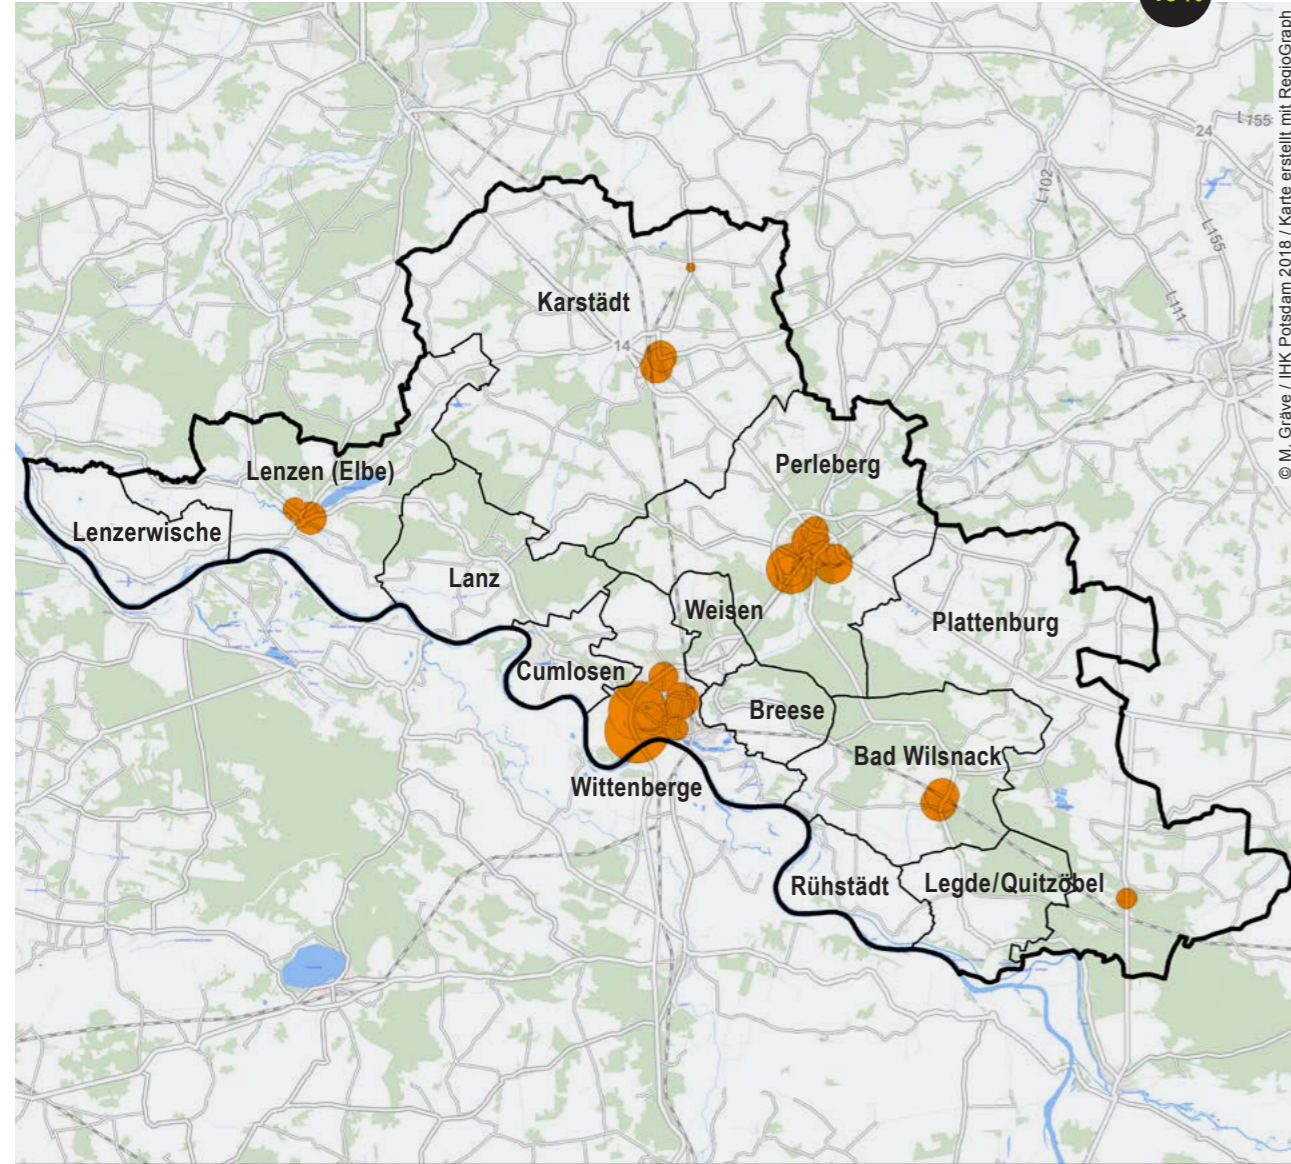 © M. Gräve / IHK Potsdam 2018 / Karte erstellt mit RegioGraph
L155
24
L102
L155
L111
Karstädt
14
Perleberg
Lenzen (Elbe)
Lenzerwische
Lanz
Weisen
Plattenburg
Cumlosen
Breese
Bad Wilsnack
Wittenberge
Rühstädt
Legde/Quitzöbel